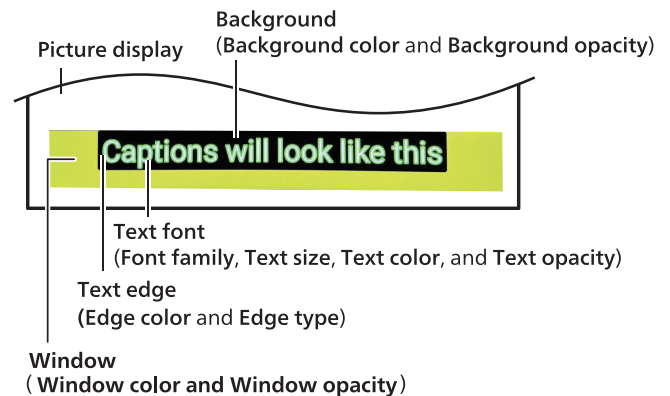 Background
(Background color and Background opacity)
Picture display
Captions will look like this
Text font
(Font family, Text size, Text color, and Text opacity)
Text edge
(Edge color and Edge type)
Window
( Window color and Window opacity)